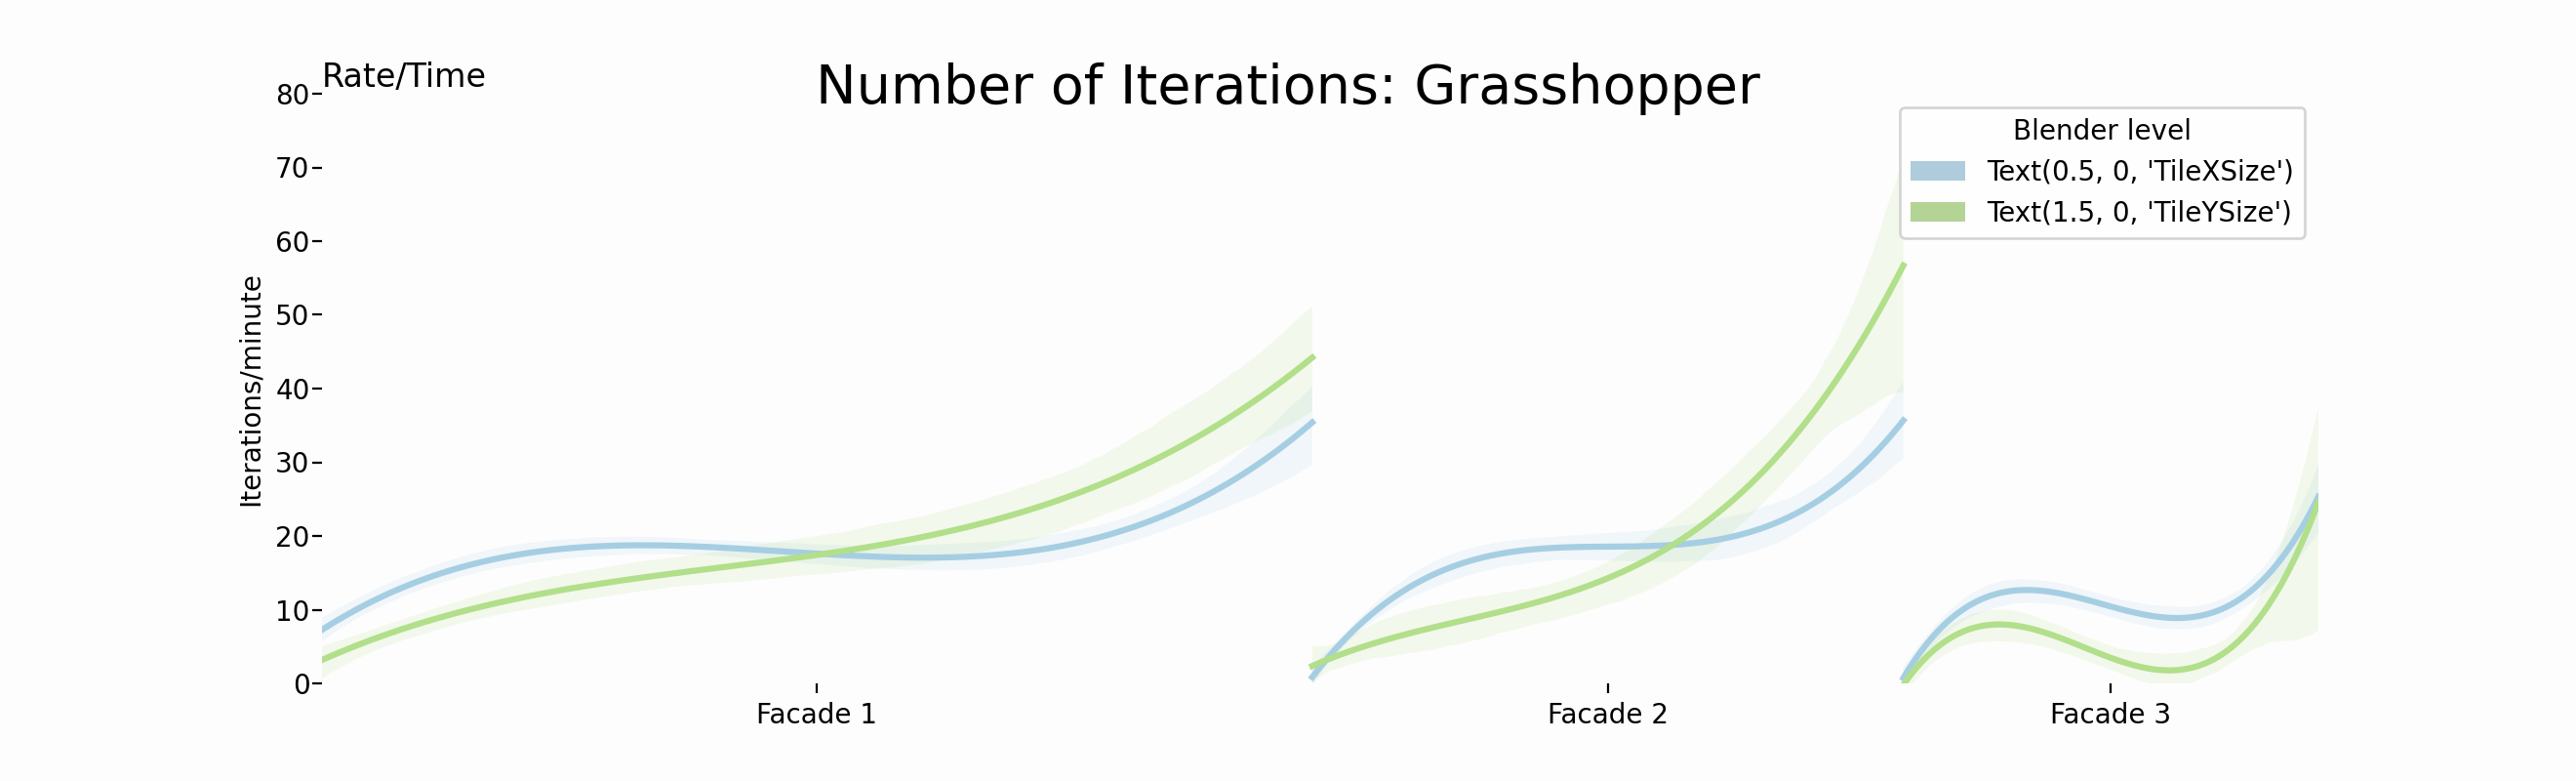 Rate/Time
Number of Iterations: Grasshopper
Blender level
Text(0.5, 0, 'TileXSize')
Text(1.5, 0, 'TileYSize')
Iterations/minute
80
70
60
50
40
30
20
10
0
Facade 1
Facade 2
Facade 3